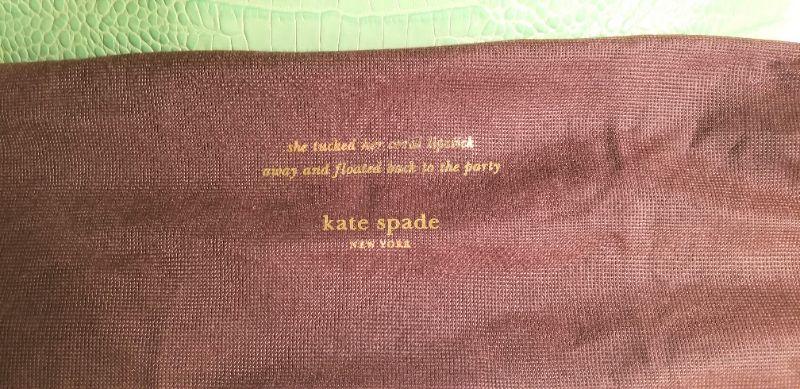 she tucked her coral lipstick
away and floated back to the party
kate spade
NEW YORK